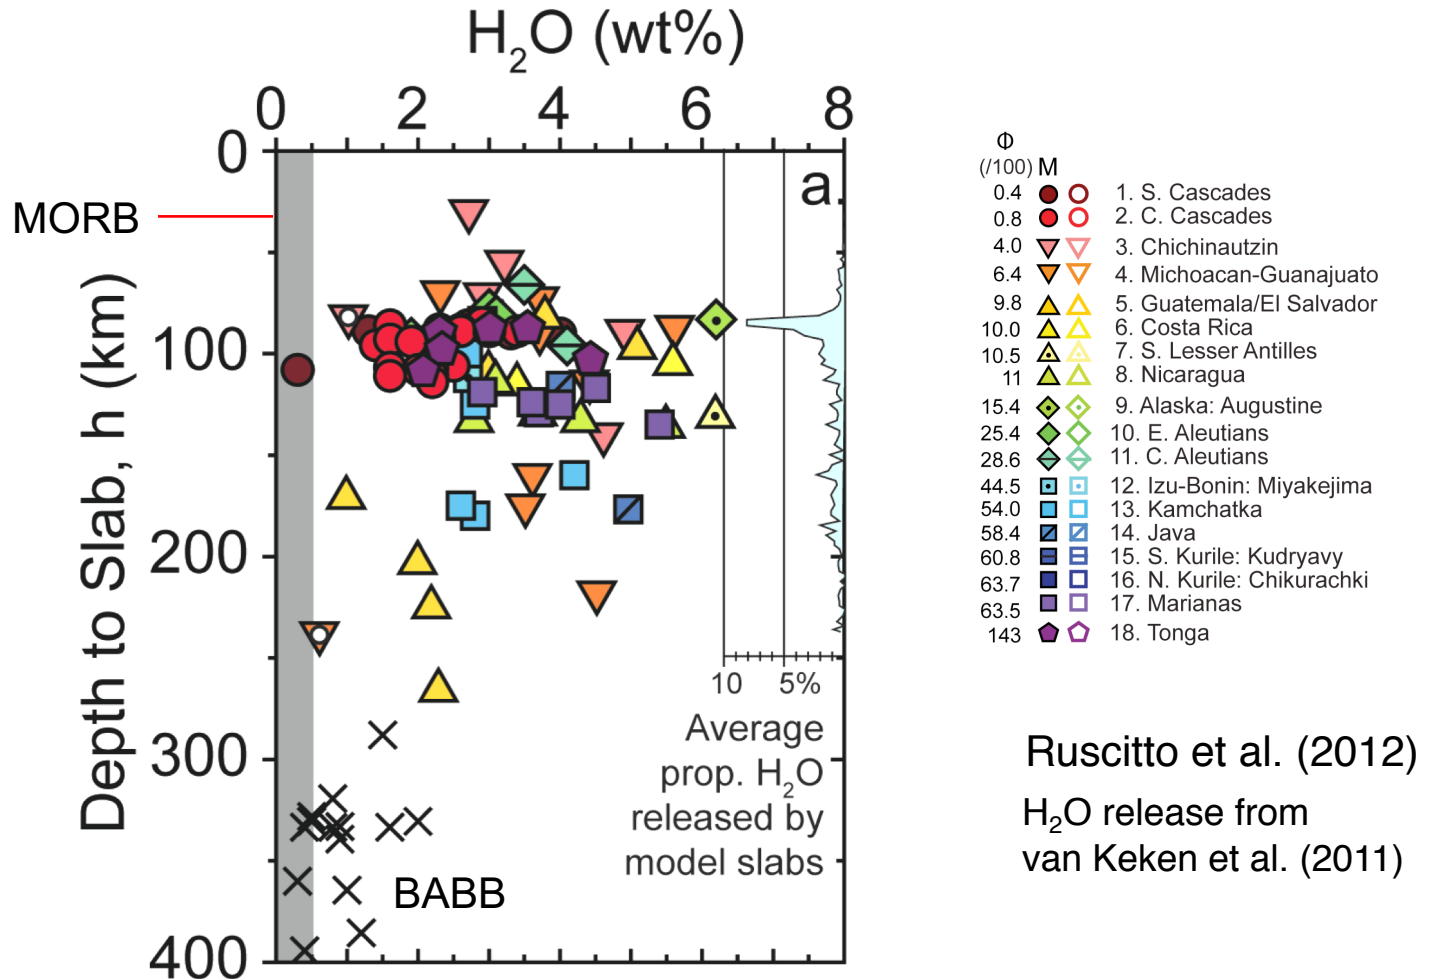 H₂O (wt%)
0 2 4 6 8
0
100
200
300
400
Depth to Slab, h (km)
MORB
a.
10 5%
Average
prop. H₂O
released by
model slabs
BABB
Φ
(/100) M
0.4 1. S. Cascades
0.8 2. C. Cascades
4.0 3. Chichinautzin
6.4 4. Michoacan-Guanajuato
9.8 5. Guatemala/El Salvador
10.0 6. Costa Rica
10.5 7. S. Lesser Antilles
11 8. Nicaragua
15.4 9. Alaska: Augustine
25.4 10. E. Aleutians
28.6 11. C. Aleutians
44.5 12. Izu-Bonin: Miyakejima
54.0 13. Kamchatka
58.4 14. Java
60.8 15. S. Kurile: Kudryavy
63.7 16. N. Kurile: Chikurachki
63.5 17. Marianas
143 18. Tonga
Ruscitto et al. (2012)
H₂O release from
van Keken et al. (2011)